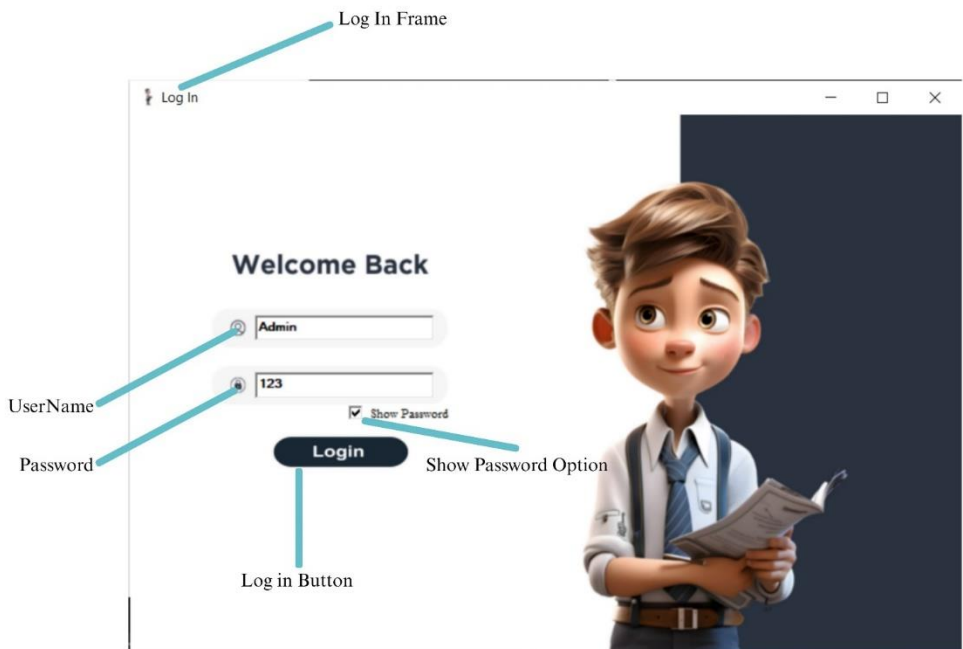 Log In Frame
Log In
Welcome Back
Admin
123
UserName
Show Password
Password
Login
Show Password Option
Log in Button